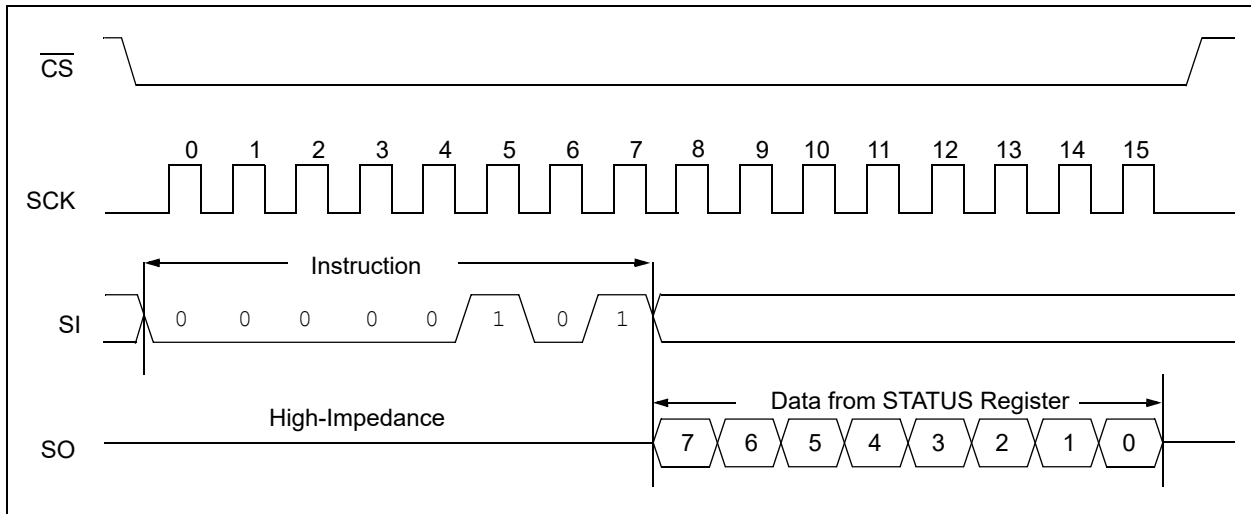 CS
0 1 2 3 4 5 6 7 8 9 10 11 12 13 14 15
SCK
Instruction
SI 0 0 0 0 0 1 0 1
Data from STATUS Register
High-Impedance
SO 7 6 5 4 3 2 1 0